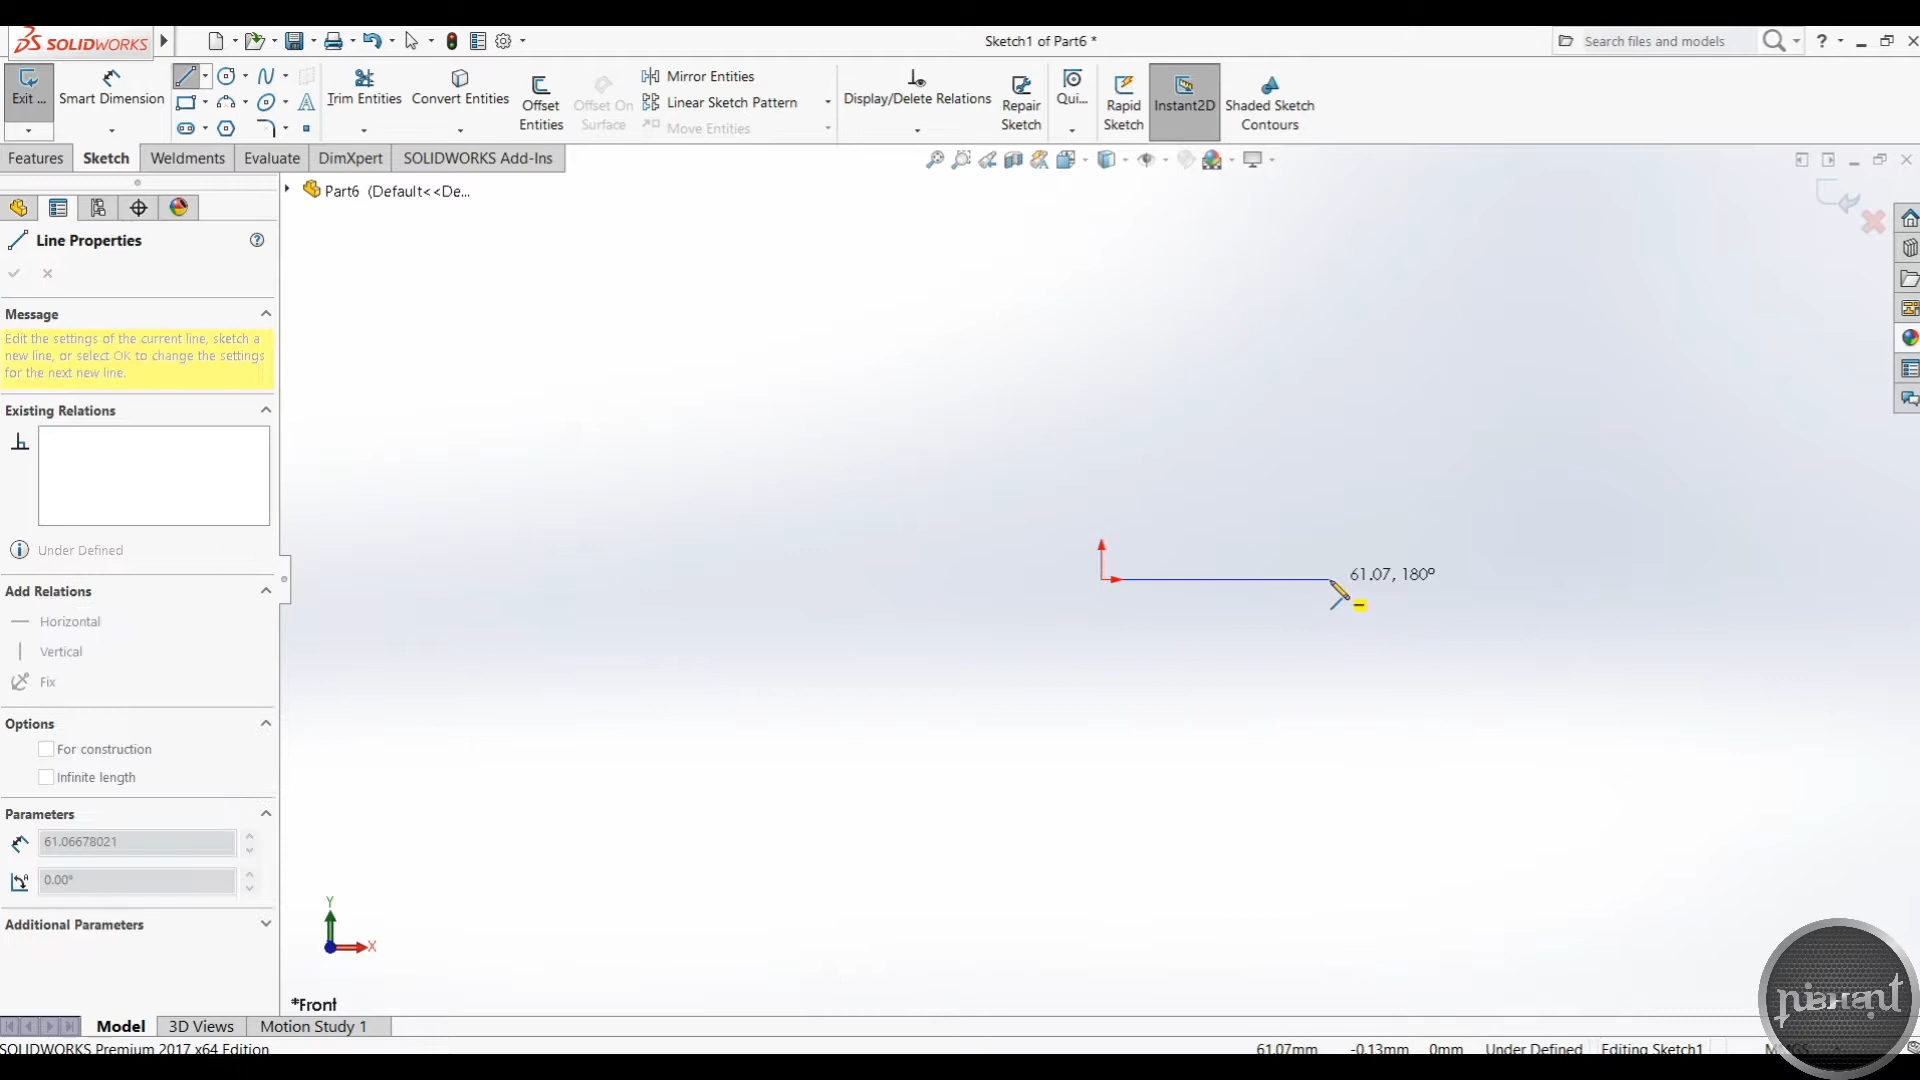 SOLIDWORKS
Sketch1 of Part6 *
Search files and models
?
Exit ...
Smart Dimension
Trim Entities
Convert Entities
Offset
Entities
Offset On
Surface
Mirror Entities
Linear Sketch Pattern
Move Entities
Display/Delete Relations
Repair
Sketch
Qui...
Rapid
Sketch
Instant2D
Shaded Sketch
Contours
Features
Sketch
Weldments
Evaluate
DimXpert
SOLIDWORKS Add-Ins
Part6 (Default<<De...
Line Properties
Message
Edit the settings of the current line, sketch a
new line, or select OK to change the settings
for the next new line.
Existing Relations
Under Defined
Add Relations
Horizontal
Vertical
Fix
Options
For construction
Infinite length
Parameters
61.06678021
0.00°
Additional Parameters
61.07, 180°
Y
X
*Front
Model
3D Views
Motion Study 1
SOLIDWORKS Premium 2017 x64 Edition
61.07mm
-0.13mm
0mm
Under Defined
Editing Sketch1
MMGS